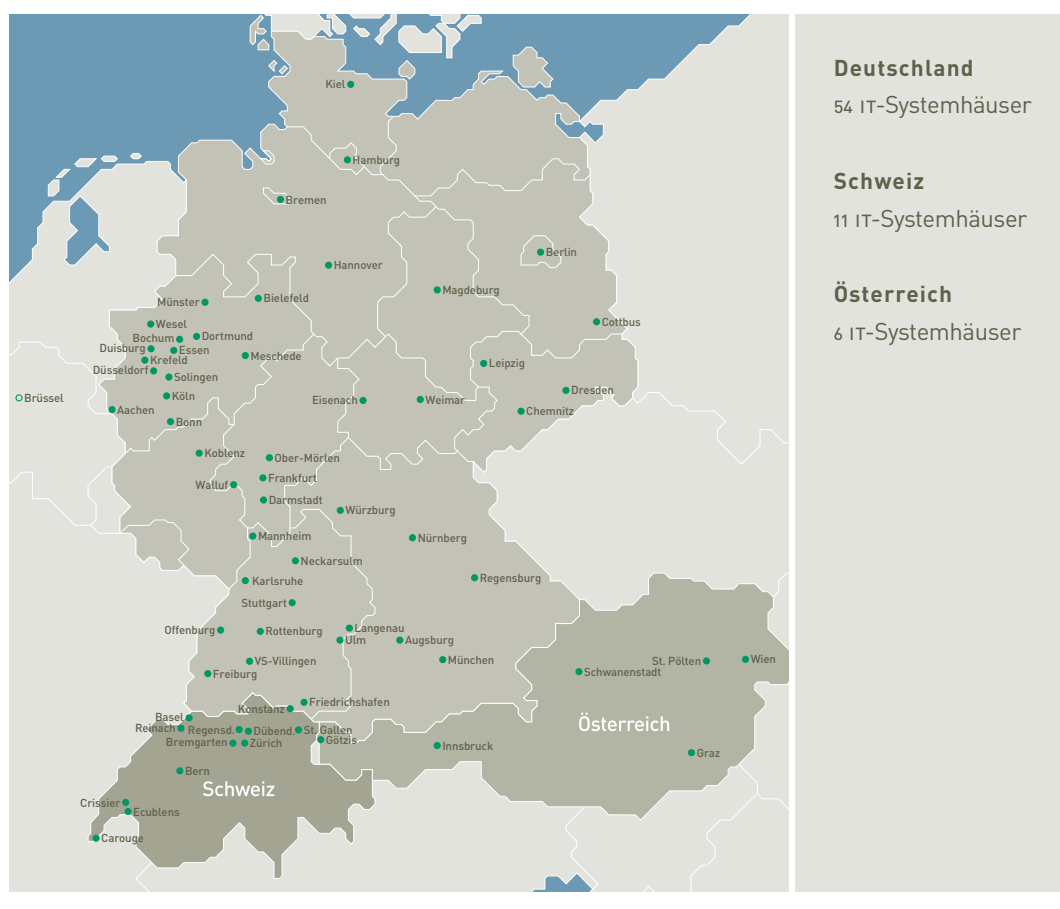 Kiel
Hamburg
Bremen
Berlin
Hannover
Magdeburg
Münster
Bielefeld
Cottbus
Wesel
Bochum
Dortmund
Duisburg
Essen
Meschede
Krefeld
Leipzig
Düsseldorf
Solingen
Dresden
Brüssel
Köln
Eisenach
Weimar
Aachen
Chemnitz
Bonn
Koblenz
Ober-Mörlen
Frankfurt
Walluf
Darmstadt
Würzburg
Mannheim
Nürnberg
Neckarsulm
Karlsruhe
Regensburg
Stuttgart
Offenburg
Rottenburg
Langenau
Ulm
Augsburg
VS-Villingen
München
St. Pölten
Wien
Freiburg
Schwanenstadt
Friedrichshafen
Konstanz
Basel
Österreich
Reinach
Regensd.
Dübend.
St. Gallen
Bremgarten
Zürich
Götzis
Innsbruck
Graz
Bern
Schweiz
Crissier
Ecublens
Carouge
Deutschland
54 IT-Systemhäuser
Schweiz
11 IT-Systemhäuser
Österreich
6 IT-Systemhäuser